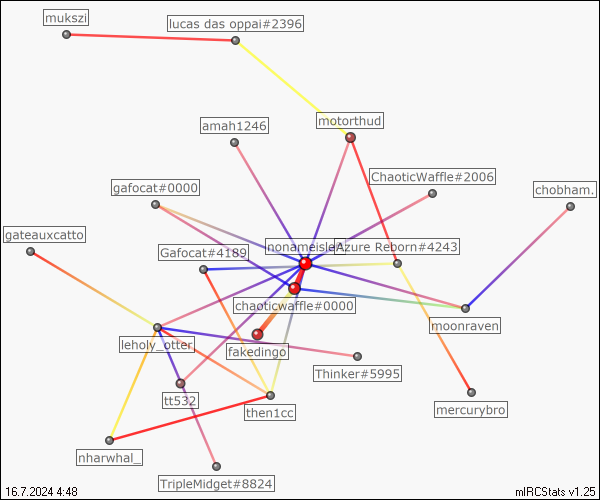 mukszi
lucas das oppai#2396
motorthud
amah1246
ChaoticWaffle#2006
gafocat#0000
chobham.
gateauxcatto
nonameisle
Azure Reborn#4243
Gafocat#4189
chaoticwaffle#0000
moonraven
leholy_otter
fakedingo
Thinker#5995
tt532
then1cc
mercurybro
nharwhal_
TripleMidget#8824
16.7.2024 4:48
mIRCStats v1.25